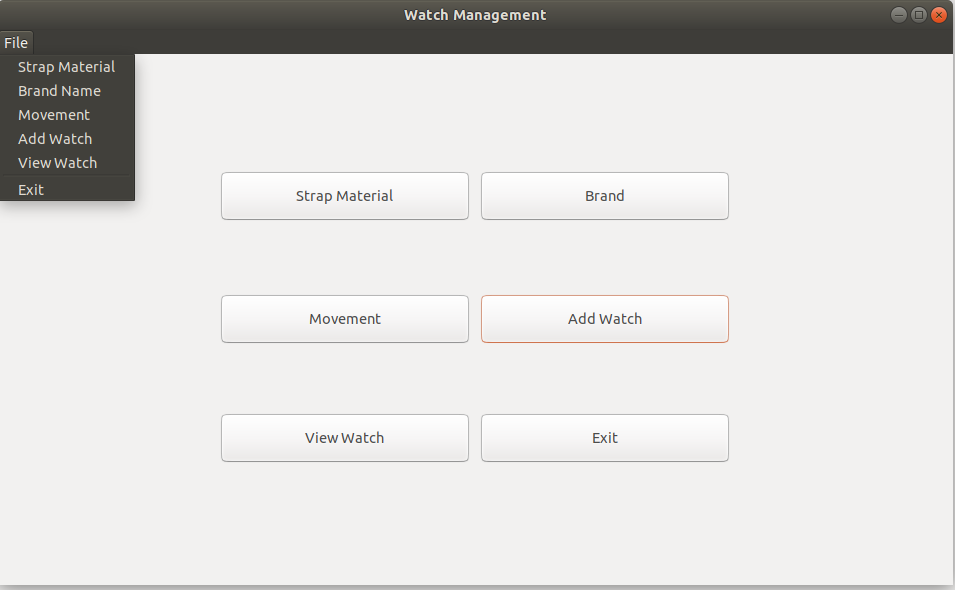 Watch Management
File
Strap Material
Brand Name
Movement
Add Watch
View Watch
Exit
Strap Material
Brand
Movement
Add Watch
View Watch
Exit